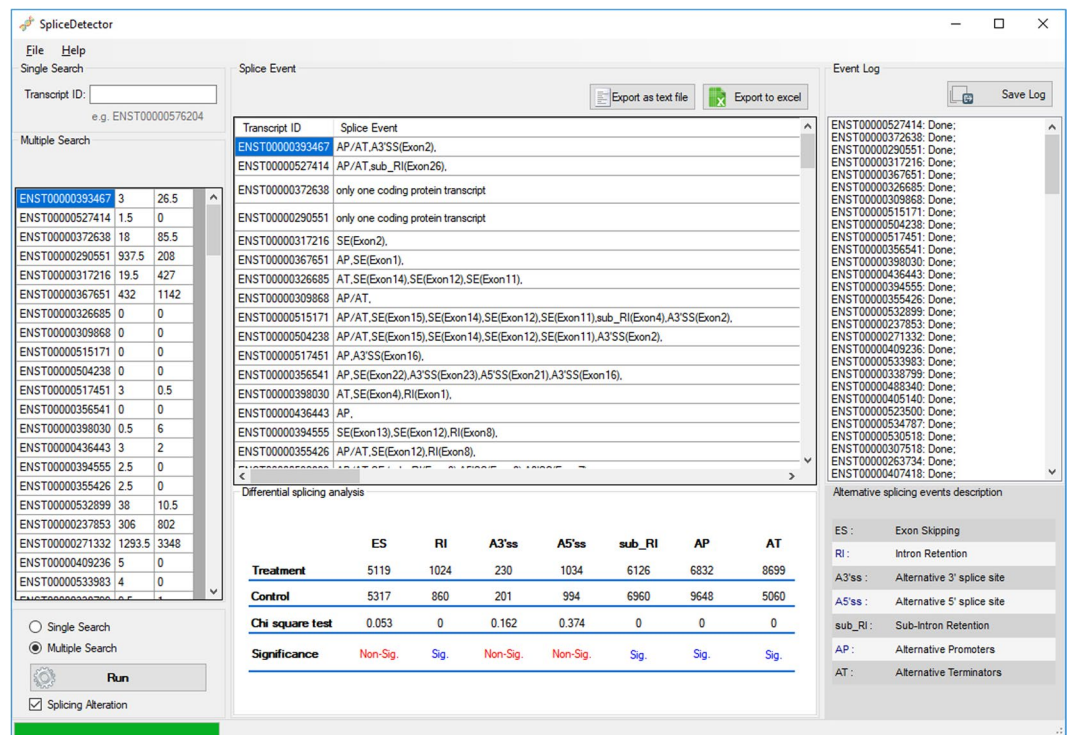 SpliceDetector
File Help
Single Search
Transcript ID:
e.g. ENST00000576204
Multiple Search
ENST00000393467 3 26.5
ENST00000527414 1.5 0
ENST00000372638 18 85.5
ENST00000290551 937.5 208
ENST00000317216 19.5 427
ENST00000367651 432 1142
ENST00000326685 0 0
ENST00000309868 0 0
ENST00000515171 0 0
ENST00000504238 0 0
ENST00000517451 3 0.5
ENST00000356541 0 0
ENST00000398030 0.5 6
ENST00000436443 3 2
ENST00000394555 2.5 0
ENST00000355426 2.5 0
ENST00000532899 38 10.5
ENST00000237853 306 802
ENST00000271332 1293.5 3348
ENST00000409236 5 0
ENST00000533983 4 0
Single Search
Multiple Search
Run
Splicing Alteration
Splice Event
Export as text file
Export to excel
Transcript ID Splice Event
ENST00000393467 AP/AT,A3'SS(Exon2),
ENST00000527414 AP/AT,sub_RI(Exon26),
ENST00000372638 only one coding protein transcript
ENST00000290551 only one coding protein transcript
ENST00000317216 SE(Exon2),
ENST00000367651 AP,SE(Exon1),
ENST00000326685 AT,SE(Exon14),SE(Exon12),SE(Exon11),
ENST00000309868 AP/AT,
ENST00000515171 AP/AT,SE(Exon15),SE(Exon14),SE(Exon12),SE(Exon11),sub_RI(Exon4),A3'SS(Exon2),
ENST00000504238 AP/AT,SE(Exon15),SE(Exon14),SE(Exon12),SE(Exon11),A3'SS(Exon2),
ENST00000517451 AP,A3'SS(Exon16),
ENST00000356541 AP,SE(Exon22),A3'SS(Exon23),A5'SS(Exon21),A3'SS(Exon16),
ENST00000398030 AT,SE(Exon4),RI(Exon1),
ENST00000436443 AP,
ENST00000394555 SE(Exon13),SE(Exon12),RI(Exon8),
ENST00000355426 AP/AT,SE(Exon12),RI(Exon8),
Differential splicing analysis
ES RI A3'ss A5'ss sub_RI AP AT
Treatment 5119 1024 230 1034 6126 6832 8699
Control 5317 860 201 994 6960 9648 5060
Chi square test 0.053 0 0.162 0.374 0 0 0
Significance Non-Sig. Sig. Non-Sig. Non-Sig. Sig. Sig. Sig.
Event Log
Save Log
ENST00000527414: Done;
ENST00000372638: Done;
ENST00000290551: Done;
ENST00000317216: Done;
ENST00000367651: Done;
ENST00000326685: Done;
ENST00000309868: Done;
ENST00000515171: Done;
ENST00000504238: Done;
ENST00000517451: Done;
ENST00000356541: Done;
ENST00000398030: Done;
ENST00000436443: Done;
ENST00000394555: Done;
ENST00000355426: Done;
ENST00000532899: Done;
ENST00000237853: Done;
ENST00000271332: Done;
ENST00000409236: Done;
ENST00000533983: Done;
ENST00000338799: Done;
ENST00000488340: Done;
ENST00000405140: Done;
ENST00000523500: Done;
ENST00000534787: Done;
ENST00000530518: Done;
ENST00000307518: Done;
ENST00000263734: Done;
ENST00000407418: Done;
Alternative splicing events description
ES : Exon Skipping
RI : Intron Retention
A3'ss : Alternative 3' splice site
A5'ss : Alternative 5' splice site
sub_RI : Sub-Intron Retention
AP : Alternative Promoters
AT : Alternative Terminators